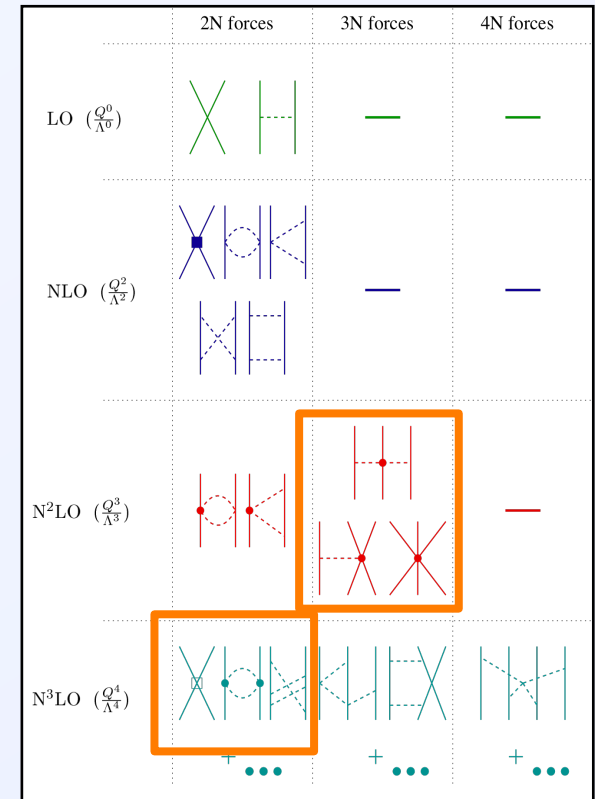 2N forces 3N forces 4N forces
LO (Q⁰/Λ⁰)
NLO (Q²/Λ²)
N²LO (Q³/Λ³)
N³LO (Q⁴/Λ⁴)
+ ••• + ••• + •••